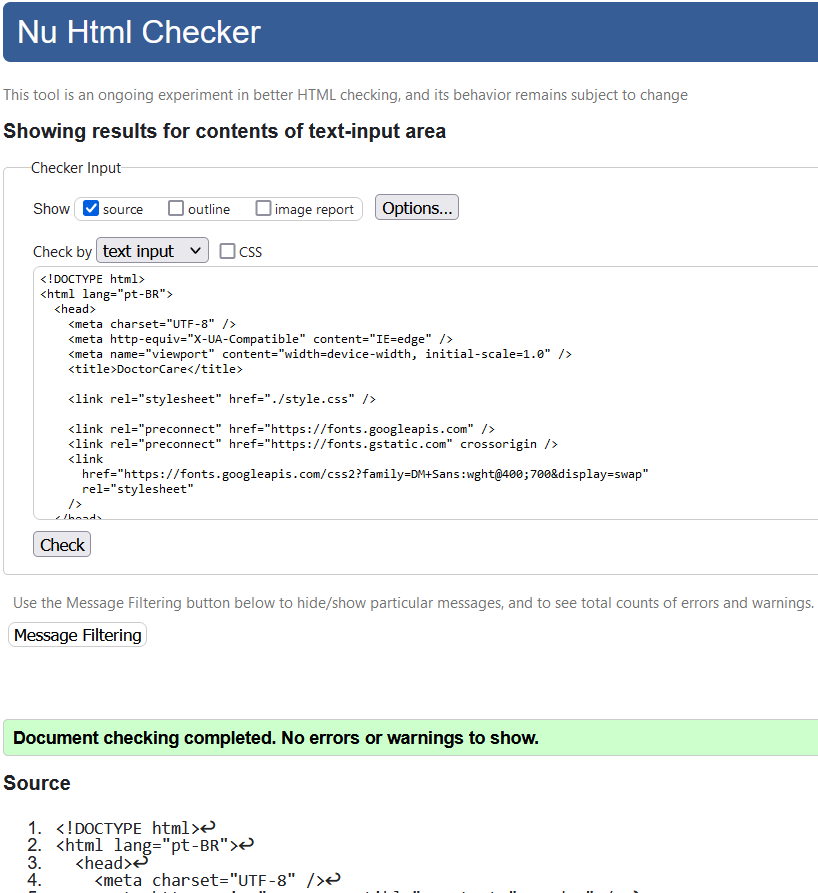 Nu Html Checker
This tool is an ongoing experiment in better HTML checking, and its behavior remains subject to change
Showing results for contents of text-input area
Checker Input
Show source outline image report Options...
Check by text input CSS
<!DOCTYPE html>
<html lang="pt-BR">
  <head>
    <meta charset="UTF-8" />
    <meta http-equiv="X-UA-Compatible" content="IE=edge" />
    <meta name="viewport" content="width=device-width, initial-scale=1.0" />
    <title>DoctorCare</title>
    <link rel="stylesheet" href="./style.css" />
    <link rel="preconnect" href="https://fonts.googleapis.com" />
    <link rel="preconnect" href="https://fonts.gstatic.com" crossorigin />
    <link
      href="https://fonts.googleapis.com/css2?family=DM+Sans:wght@400;700&display=swap"
      rel="stylesheet"
    />
  </head>
Check
Use the Message Filtering button below to hide/show particular messages, and to see total counts of errors and warnings.
Message Filtering
Document checking completed. No errors or warnings to show.
Source
1. <!DOCTYPE html>↩
2. <html lang="pt-BR">↩
3.   <head>↩
4.     <meta charset="UTF-8" />↩